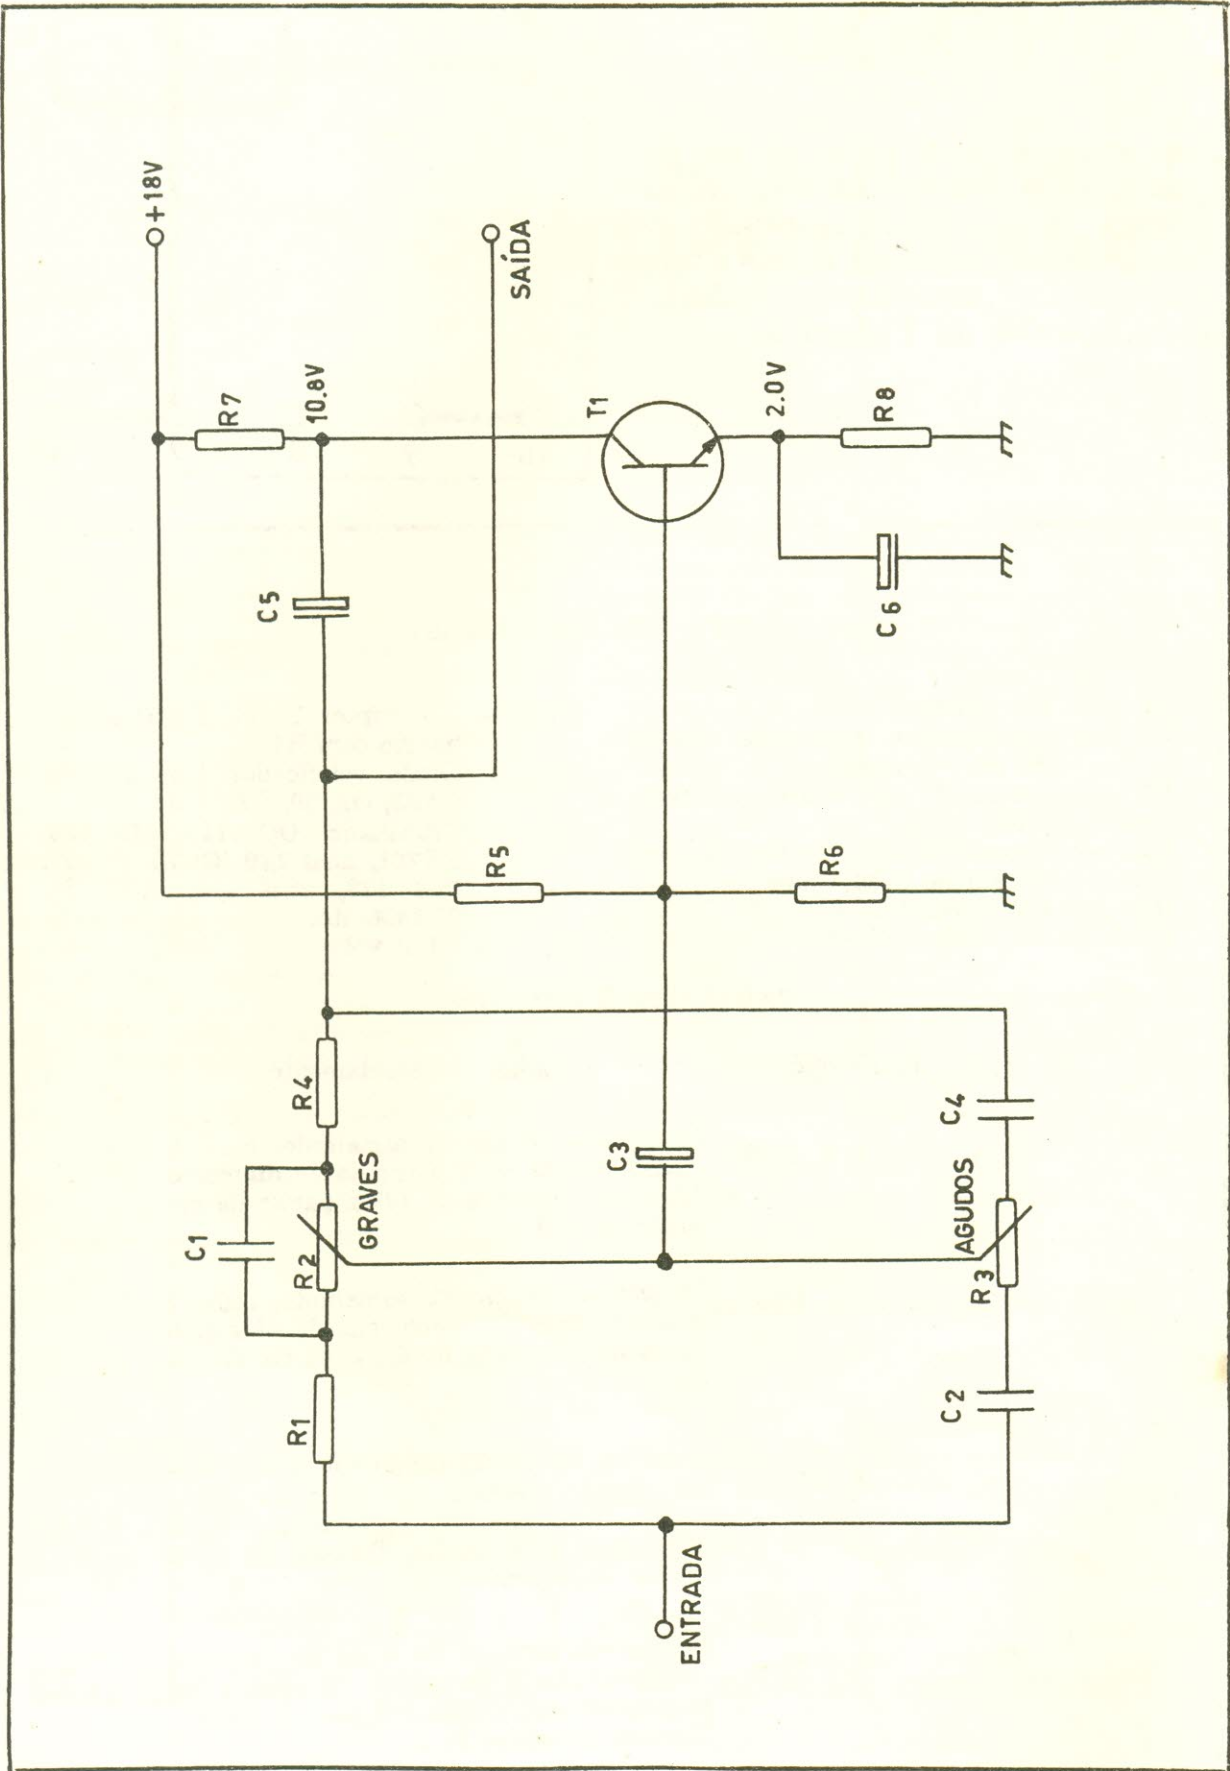 +18V
R7
10.8V
SAÍDA
C5
T1
2.0V
R8
C6
R5
R6
R4
C1
R2
GRAVES
C3
C4
AGUDOS
R3
R1
C2
ENTRADA